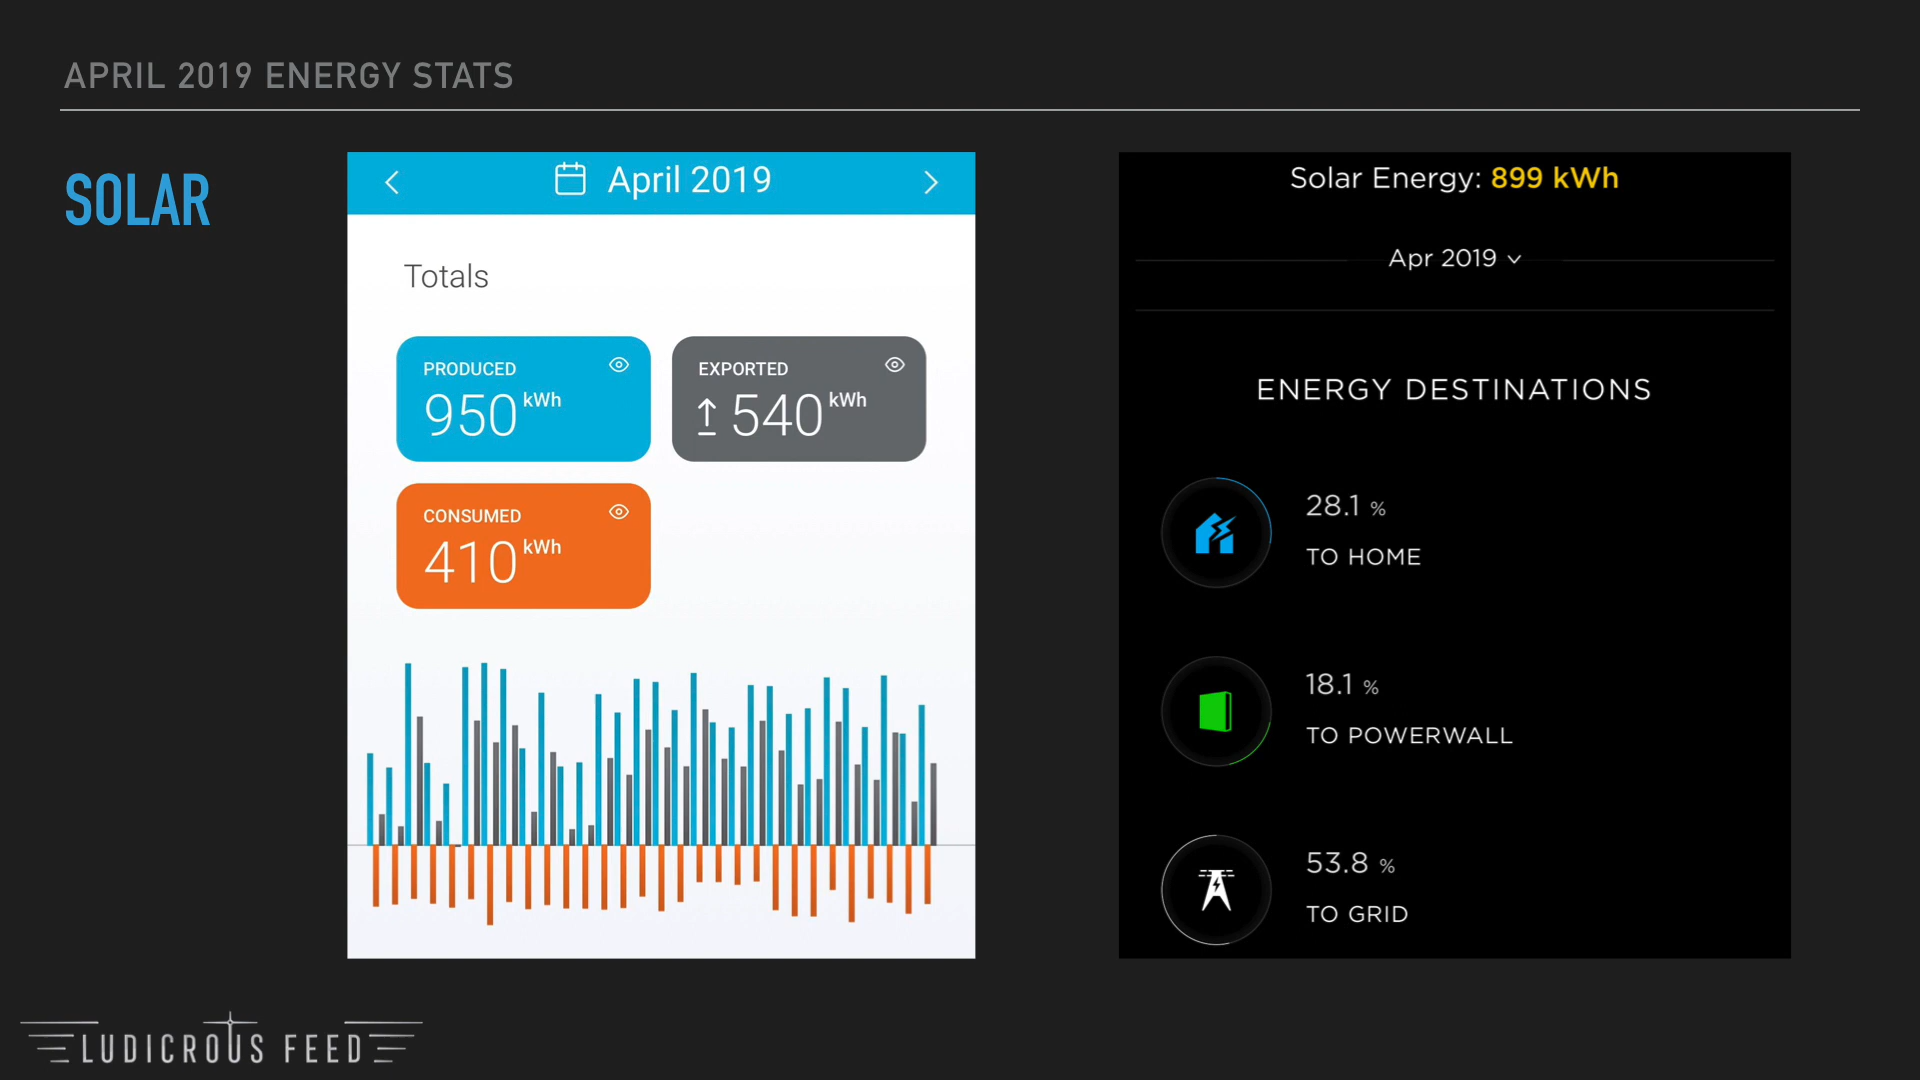 APRIL 2019 ENERGY STATS
SOLAR
April 2019
Totals
PRODUCED
950 kWh
EXPORTED
540 kWh
CONSUMED
410 kWh
Solar Energy: 899 kWh
Apr 2019
ENERGY DESTINATIONS
28.1 %
TO HOME
18.1 %
TO POWERWALL
53.8 %
TO GRID
LUDICROUS FEED